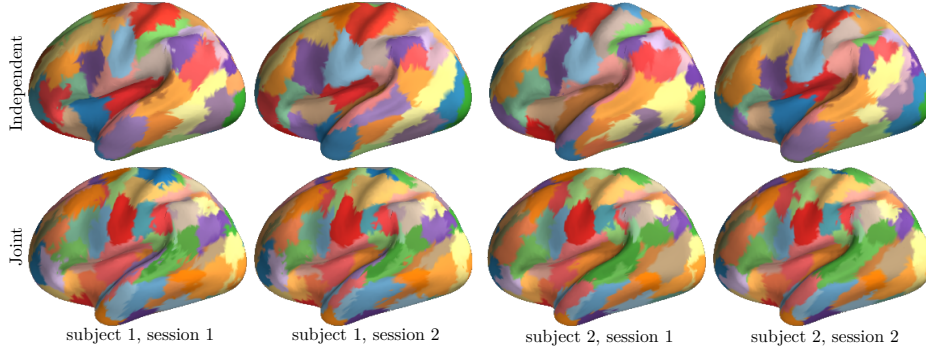 Independent
Joint
subject 1, session 1
subject 1, session 2
subject 2, session 1
subject 2, session 2